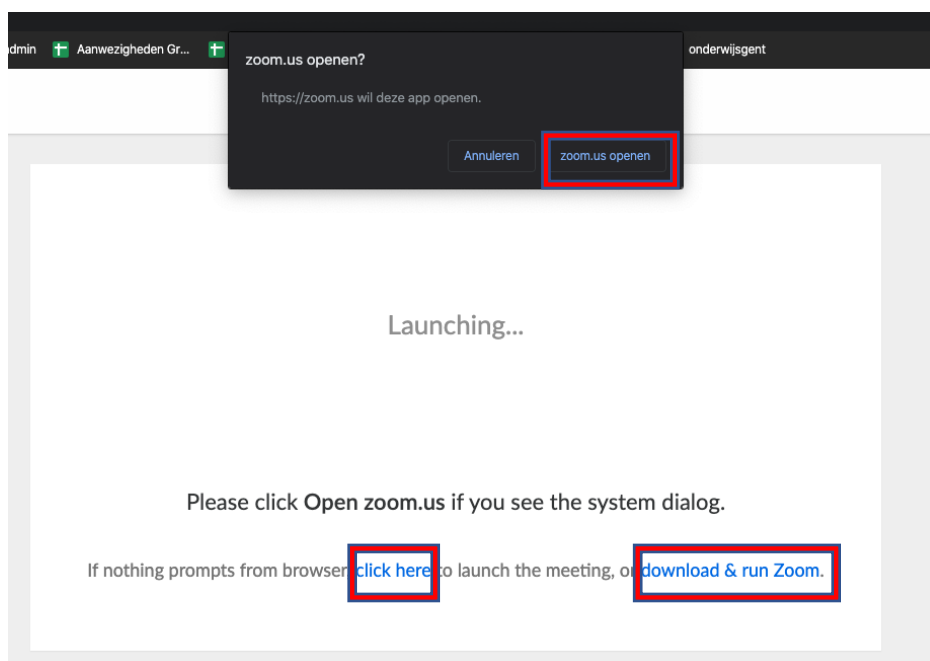 dmin Aanwezigheden Gr... onderwijsgent
zoom.us openen?
https://zoom.us wil deze app openen.
Annuleren zoom.us openen
Launching...
Please click Open zoom.us if you see the system dialog.
If nothing prompts from browser click here to launch the meeting, or download & run Zoom.